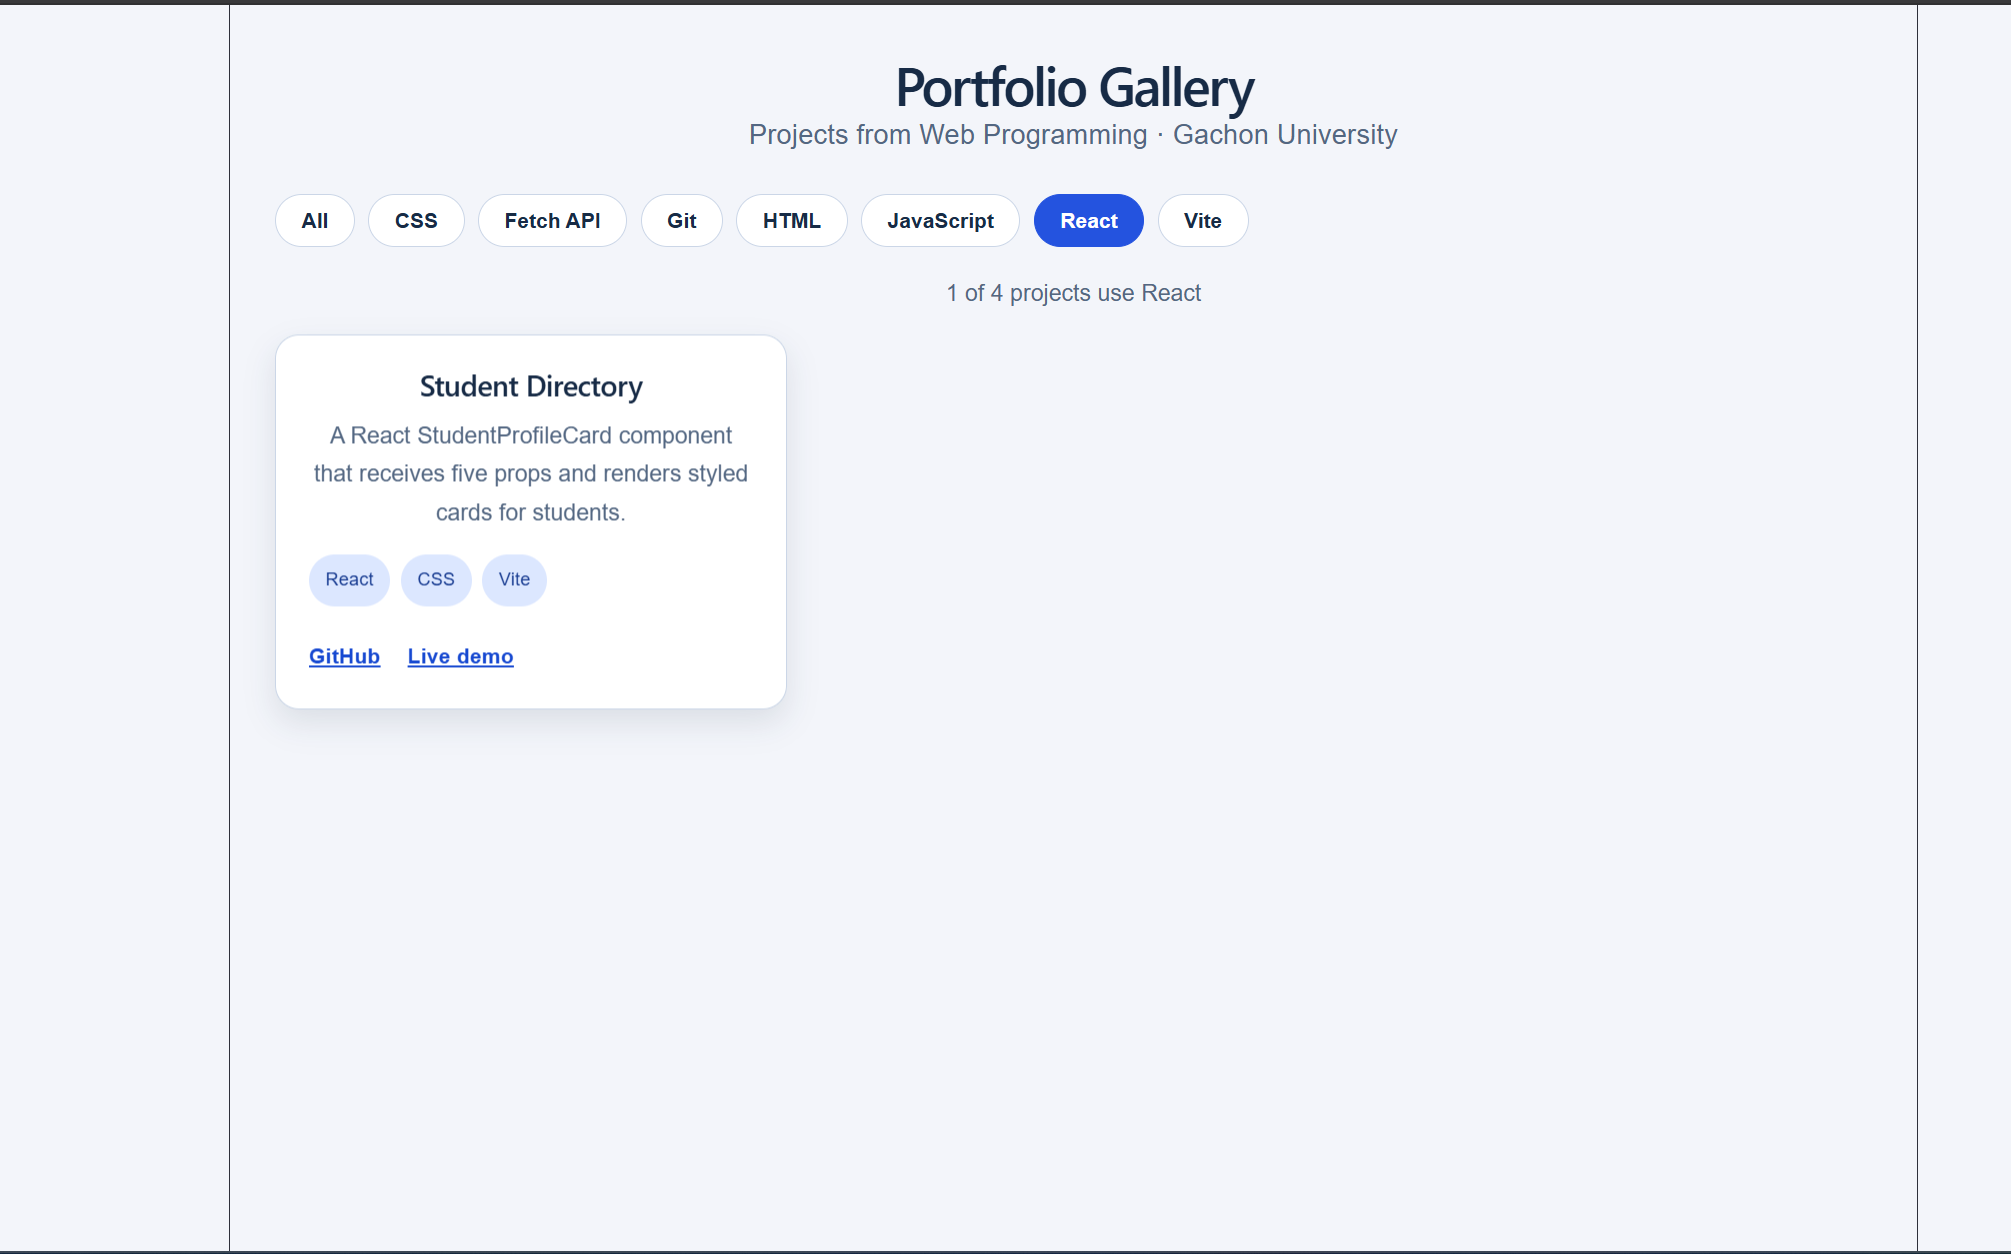 Portfolio Gallery
Projects from Web Programming · Gachon University
All CSS Fetch API Git HTML JavaScript React Vite
1 of 4 projects use React
Student Directory
A React StudentProfileCard component
that receives five props and renders styled
cards for students.
React CSS Vite
GitHub Live demo